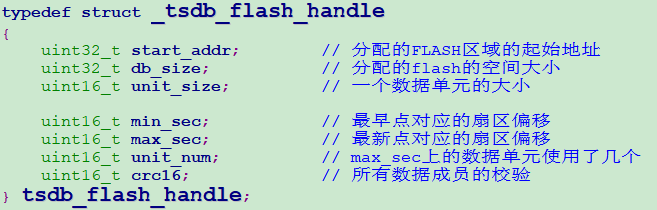 typedef struct _tsdb_flash_handle
{
uint32_t start_addr; // 分配的FLASH区域的起始地址
uint32_t db_size; // 分配的flash的空间大小
uint16_t unit_size; // 一个数据单元的大小
uint16_t min_sec; // 最早点对应的扇区偏移
uint16_t max_sec; // 最新点对应的扇区偏移
uint16_t unit_num; // max_sec上的数据单元使用了几个
uint16_t crc16; // 所有数据成员的校验
} tsdb_flash_handle;